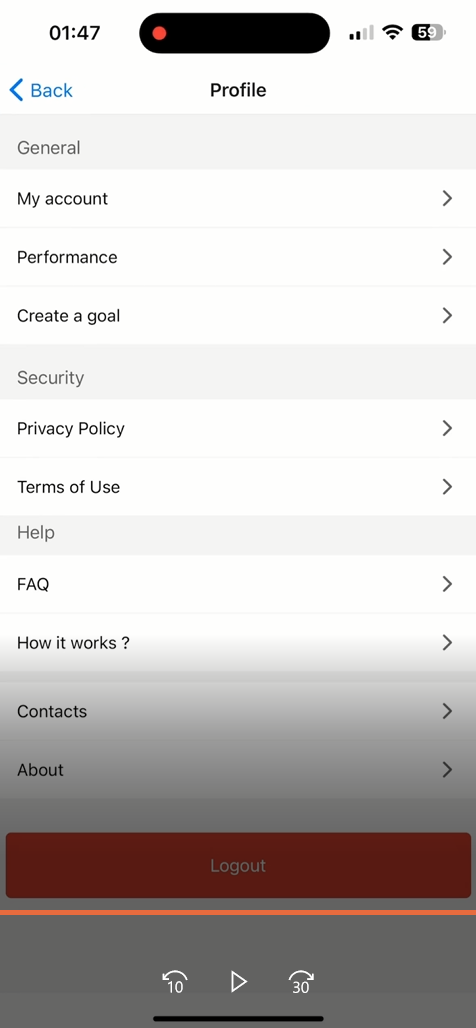 01:47
59
Back
Profile
General
My account
Performance
Create a goal
Security
Privacy Policy
Terms of Use
Help
FAQ
How it works ?
Contacts
About
Logout
10
30